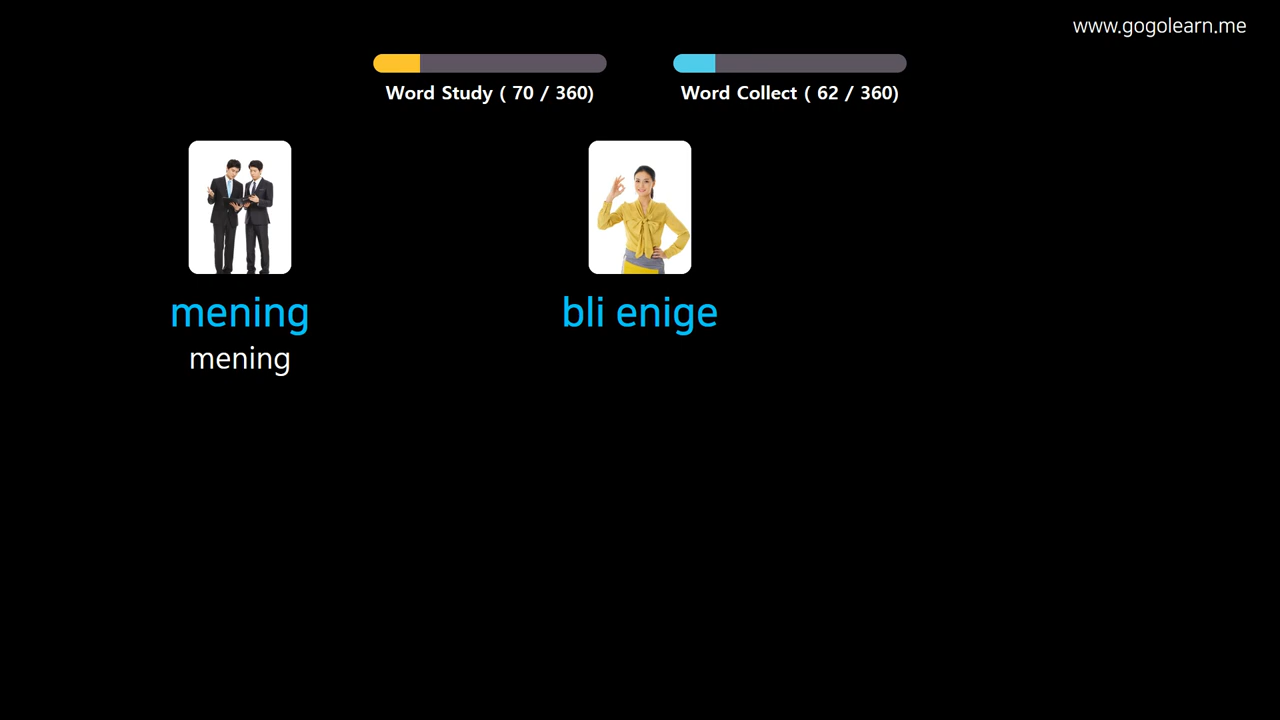 www.gogolearn.me
Word Study ( 70 / 360)
Word Collect ( 62 / 360)
mening
bli enige
mening